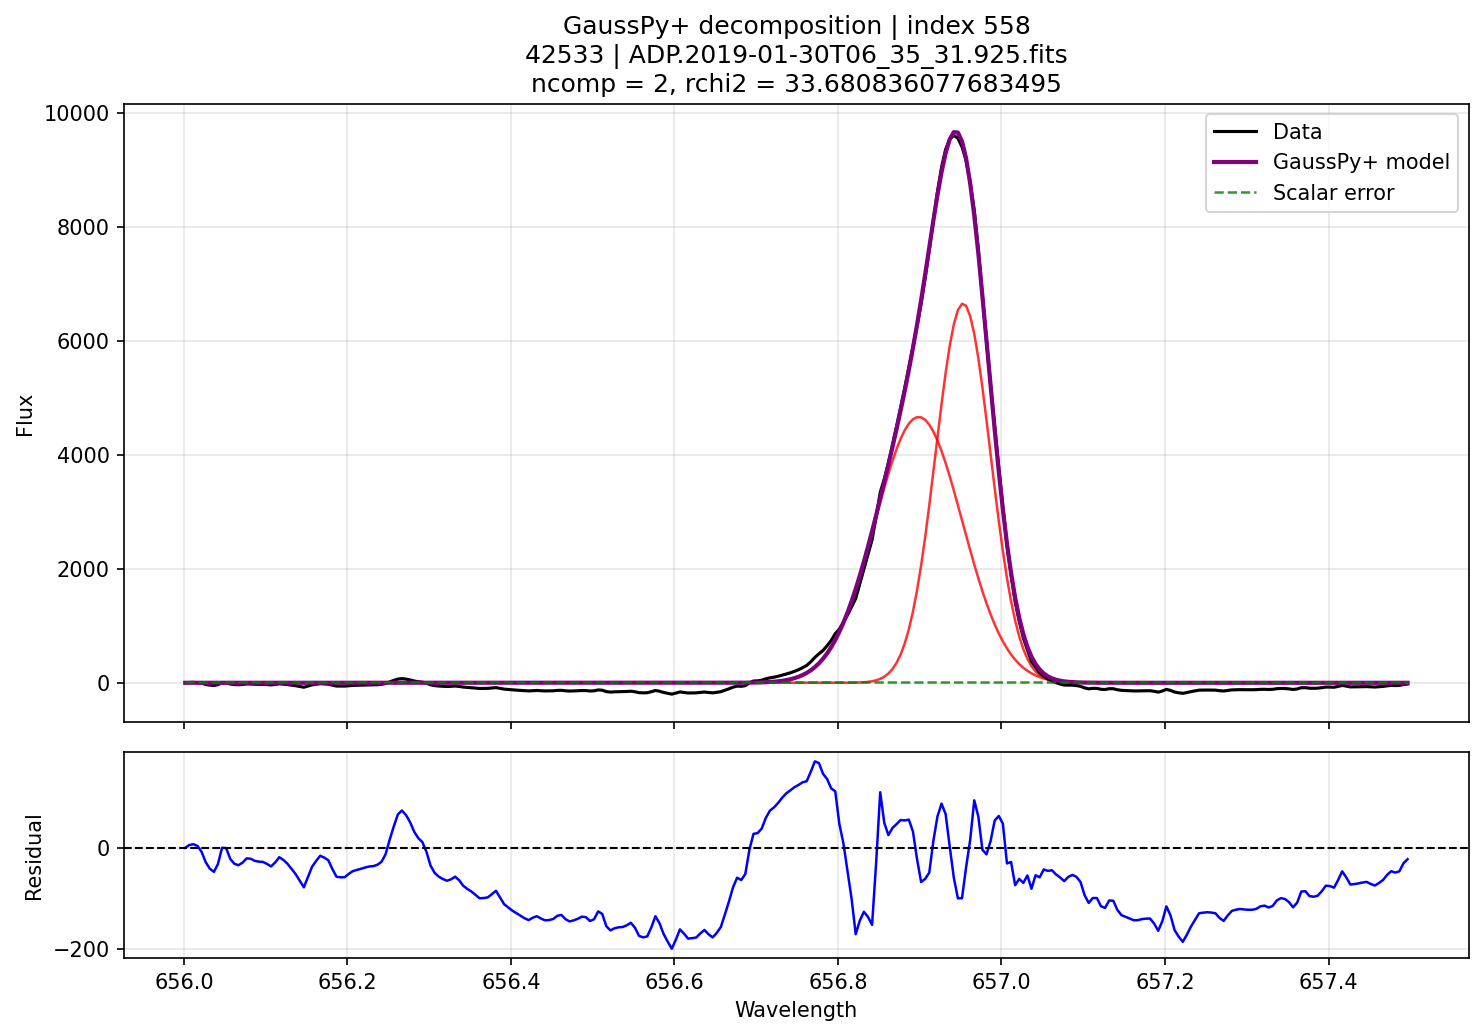 GaussPy+ decomposition | index 558
42533 | ADP.2019-01-30T06_35_31.925.fits
ncomp = 2, rchi2 = 33.680836077683495
10000
8000
6000
4000
2000
0
Flux
Data
GaussPy+ model
Scalar error
0
−200
Residual
656.0
656.2
656.4
656.6
656.8
657.0
657.2
657.4
Wavelength